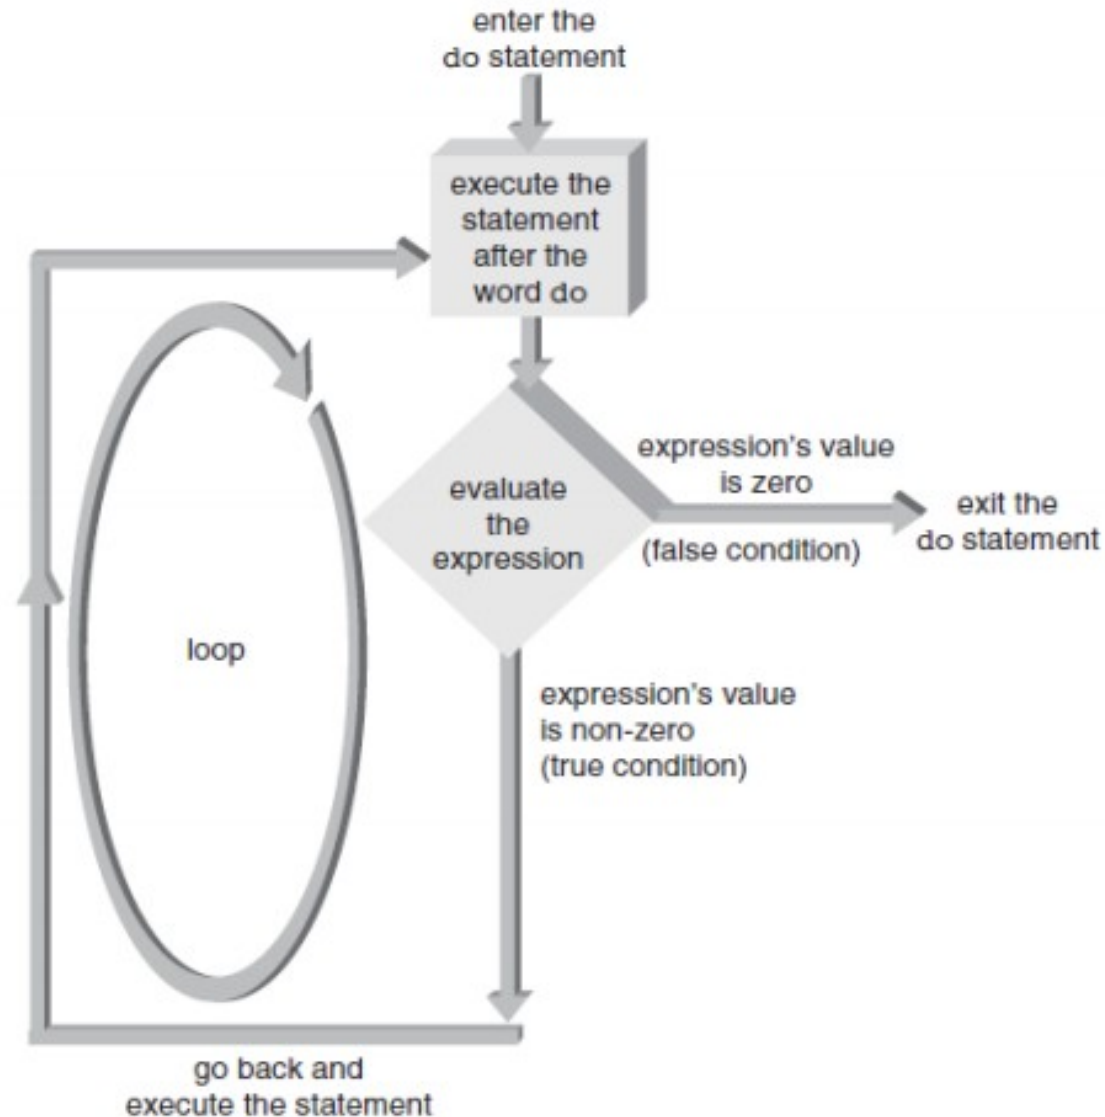 enter the
do statement
execute the
statement
after the
word do
expression's value
is zero
(false condition)
exit the
do statement
evaluate
the
expression
loop
expression's value
is non-zero
(true condition)
go back and
execute the statement